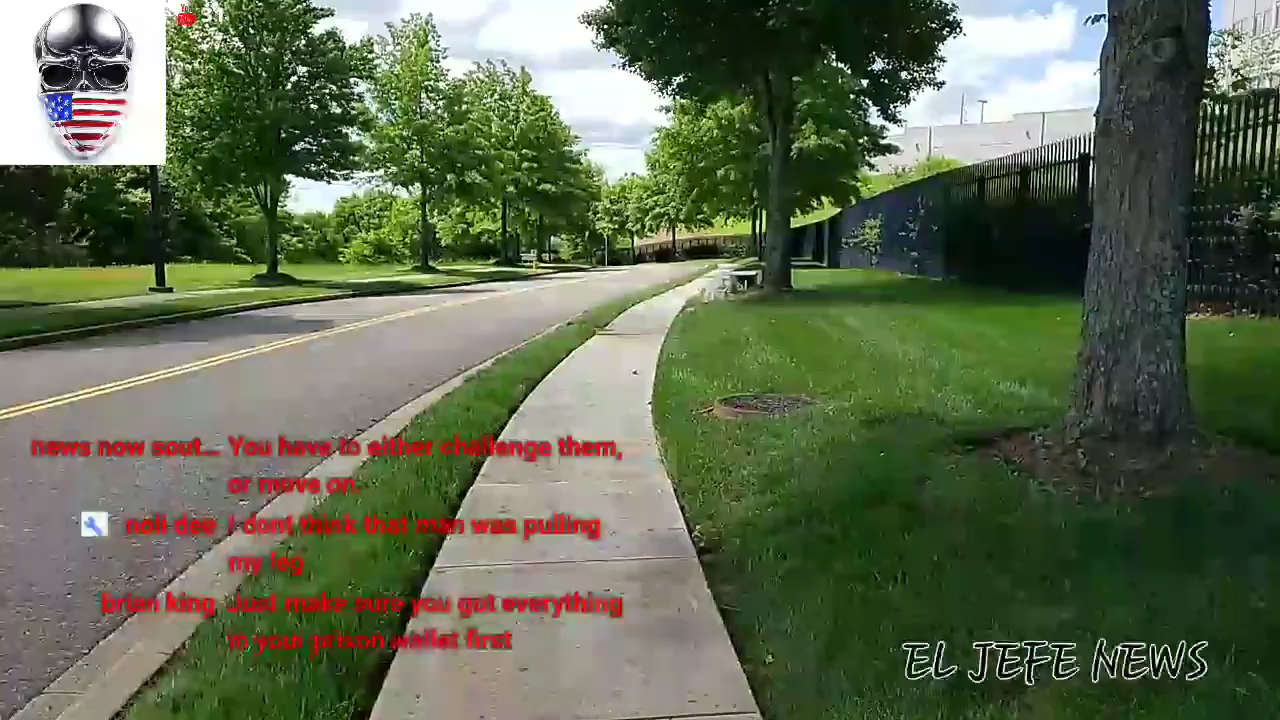 You
news now sout... You have to either challenge them,
or move on.
noli dee I dont think that man was pulling
my leg
brian king Just make sure you got everything
in your prison wallet first
EL JEFE NEWS